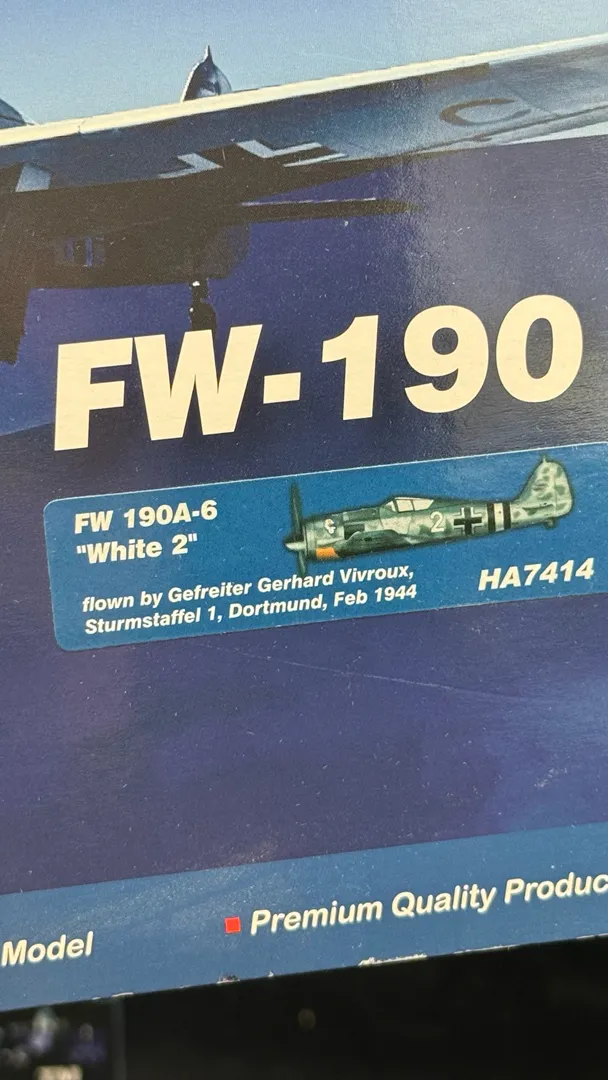 FW-190
FW 190A-6
"White 2"
2
flown by Gefreiter Gerhard Vivroux,
Sturmstaffel 1, Dortmund, Feb 1944
HA7414
Model
Premium Quality Produc